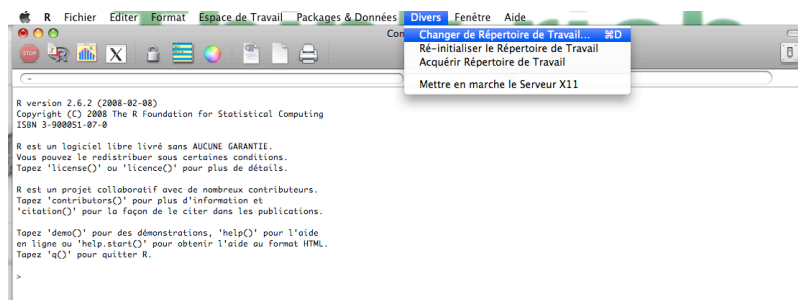 R Fichier Editer Format Espace de Travail Packages & Données Divers Fenêtre Aide
Con
Changer de Répertoire de Travail... ⌘D
Ré-initialiser le Répertoire de Travail
Acquérir Répertoire de Travail
Mettre en marche le Serveur X11
STOP R X
R version 2.6.2 (2008-02-08)
Copyright (C) 2008 The R Foundation for Statistical Computing
ISBN 3-900051-07-0
R est un logiciel libre livré sans AUCUNE GARANTIE.
Vous pouvez le redistribuer sous certaines conditions.
Tapez 'license()' ou 'licence()' pour plus de détails.
R est un projet collaboratif avec de nombreux contributeurs.
Tapez 'contributors()' pour plus d'information et
'citation()' pour la façon de le citer dans les publications.
Tapez 'demo()' pour des démonstrations, 'help()' pour l'aide
en ligne ou 'help.start()' pour obtenir l'aide au format HTML.
Tapez 'q()' pour quitter R.
>